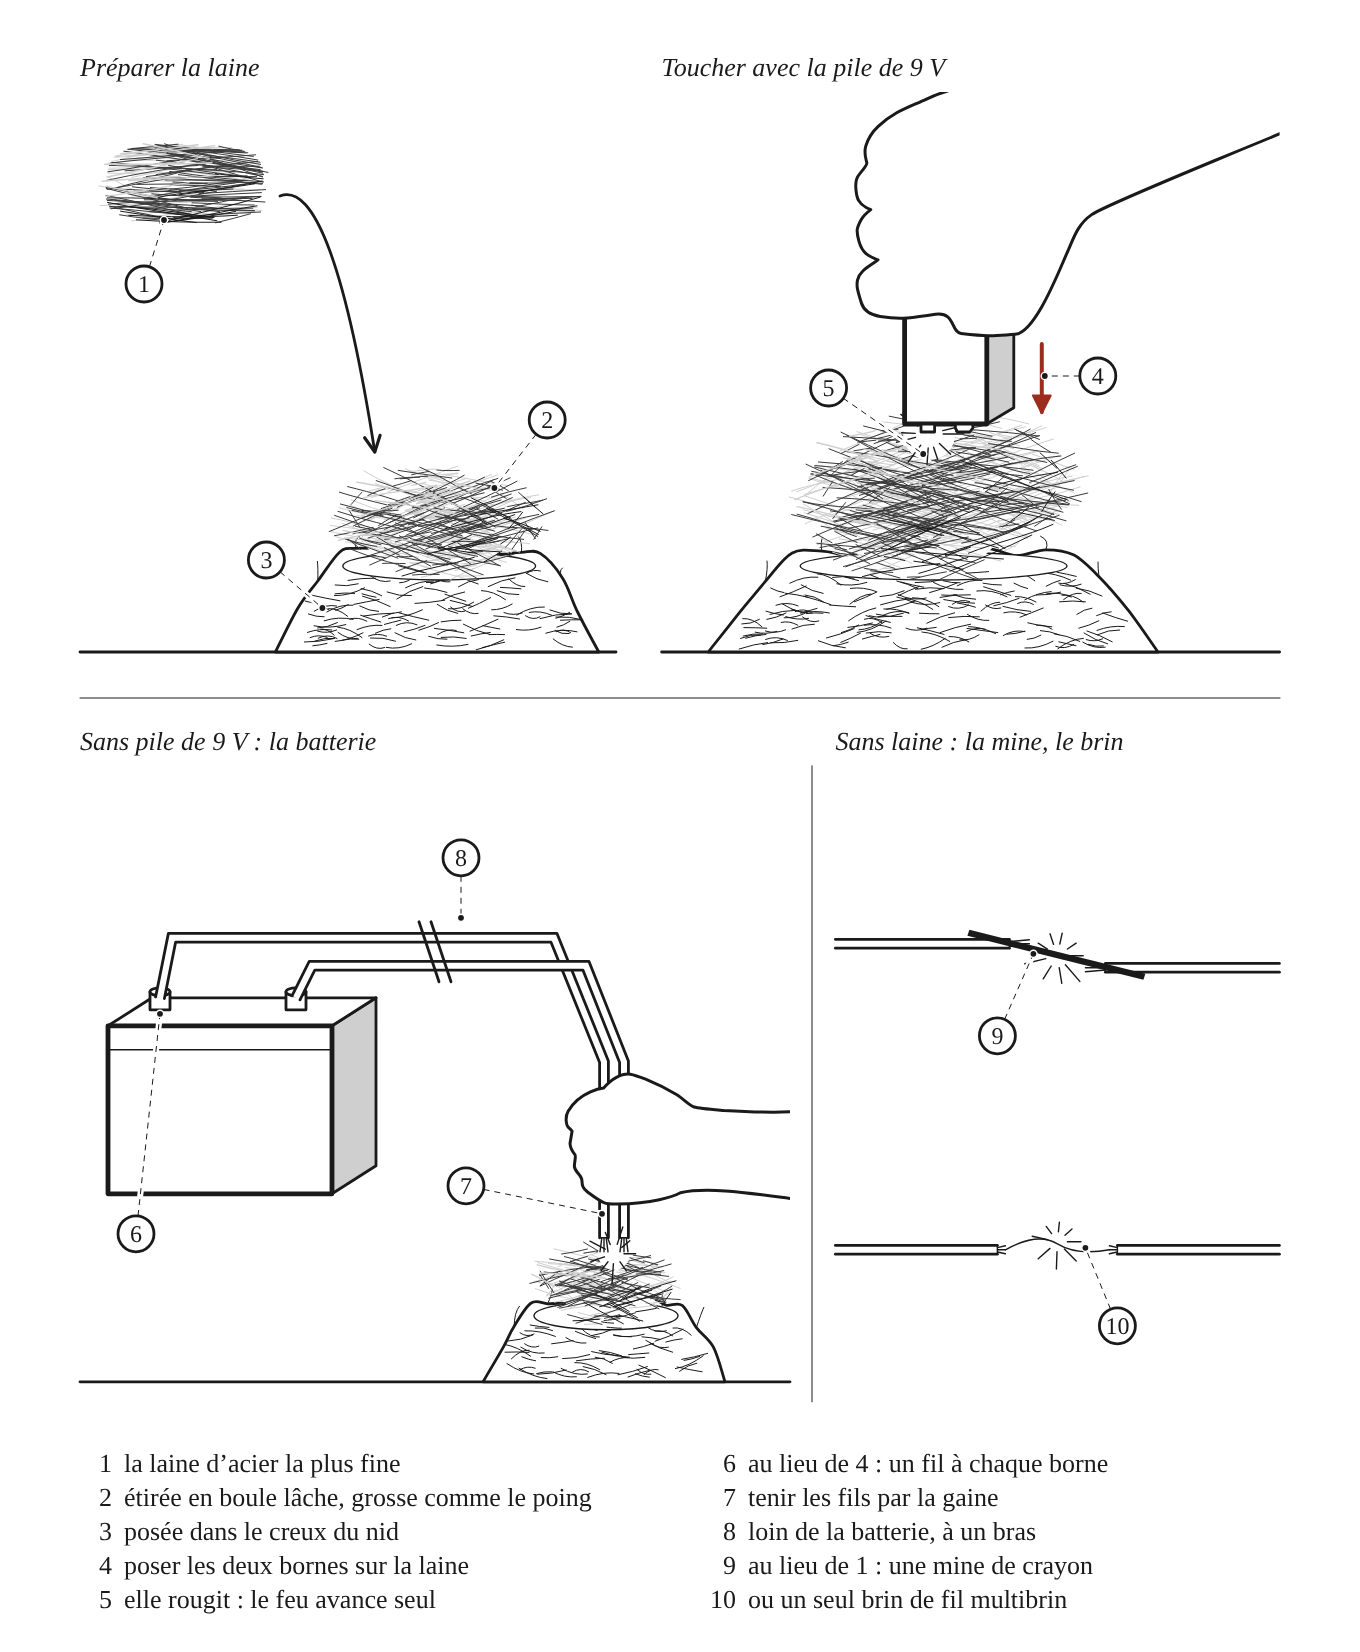 Préparer la laine
Toucher avec la pile de 9 V
1
2
3
4
5
Sans pile de 9 V : la batterie
Sans laine : la mine, le brin
8
9
7
6
10
1 la laine d’acier la plus fine
2 étirée en boule lâche, grosse comme le poing
3 posée dans le creux du nid
4 poser les deux bornes sur la laine
5 elle rougit : le feu avance seul
6 au lieu de 4 : un fil à chaque borne
7 tenir les fils par la gaine
8 loin de la batterie, à un bras
9 au lieu de 1 : une mine de crayon
10 ou un seul brin de fil multibrin